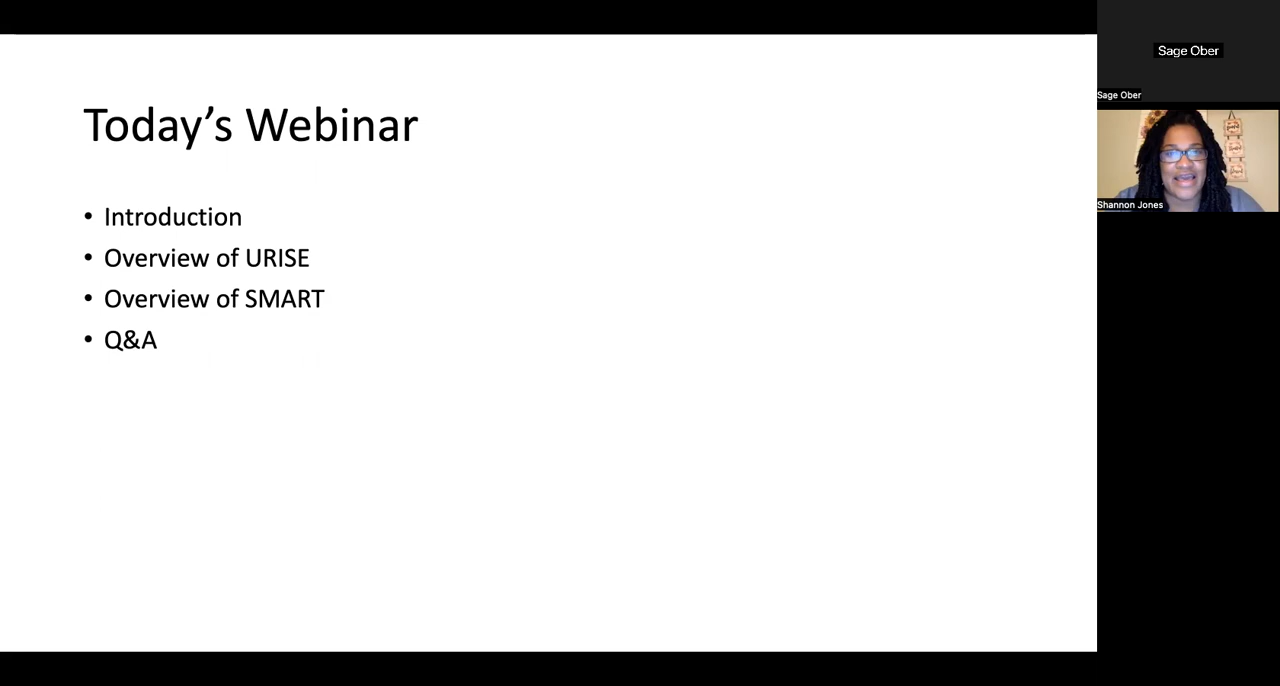 Today's Webinar
• Introduction
• Overview of URISE
• Overview of SMART
• Q&A
Sage Ober
Sage Ober
Shannon Jones